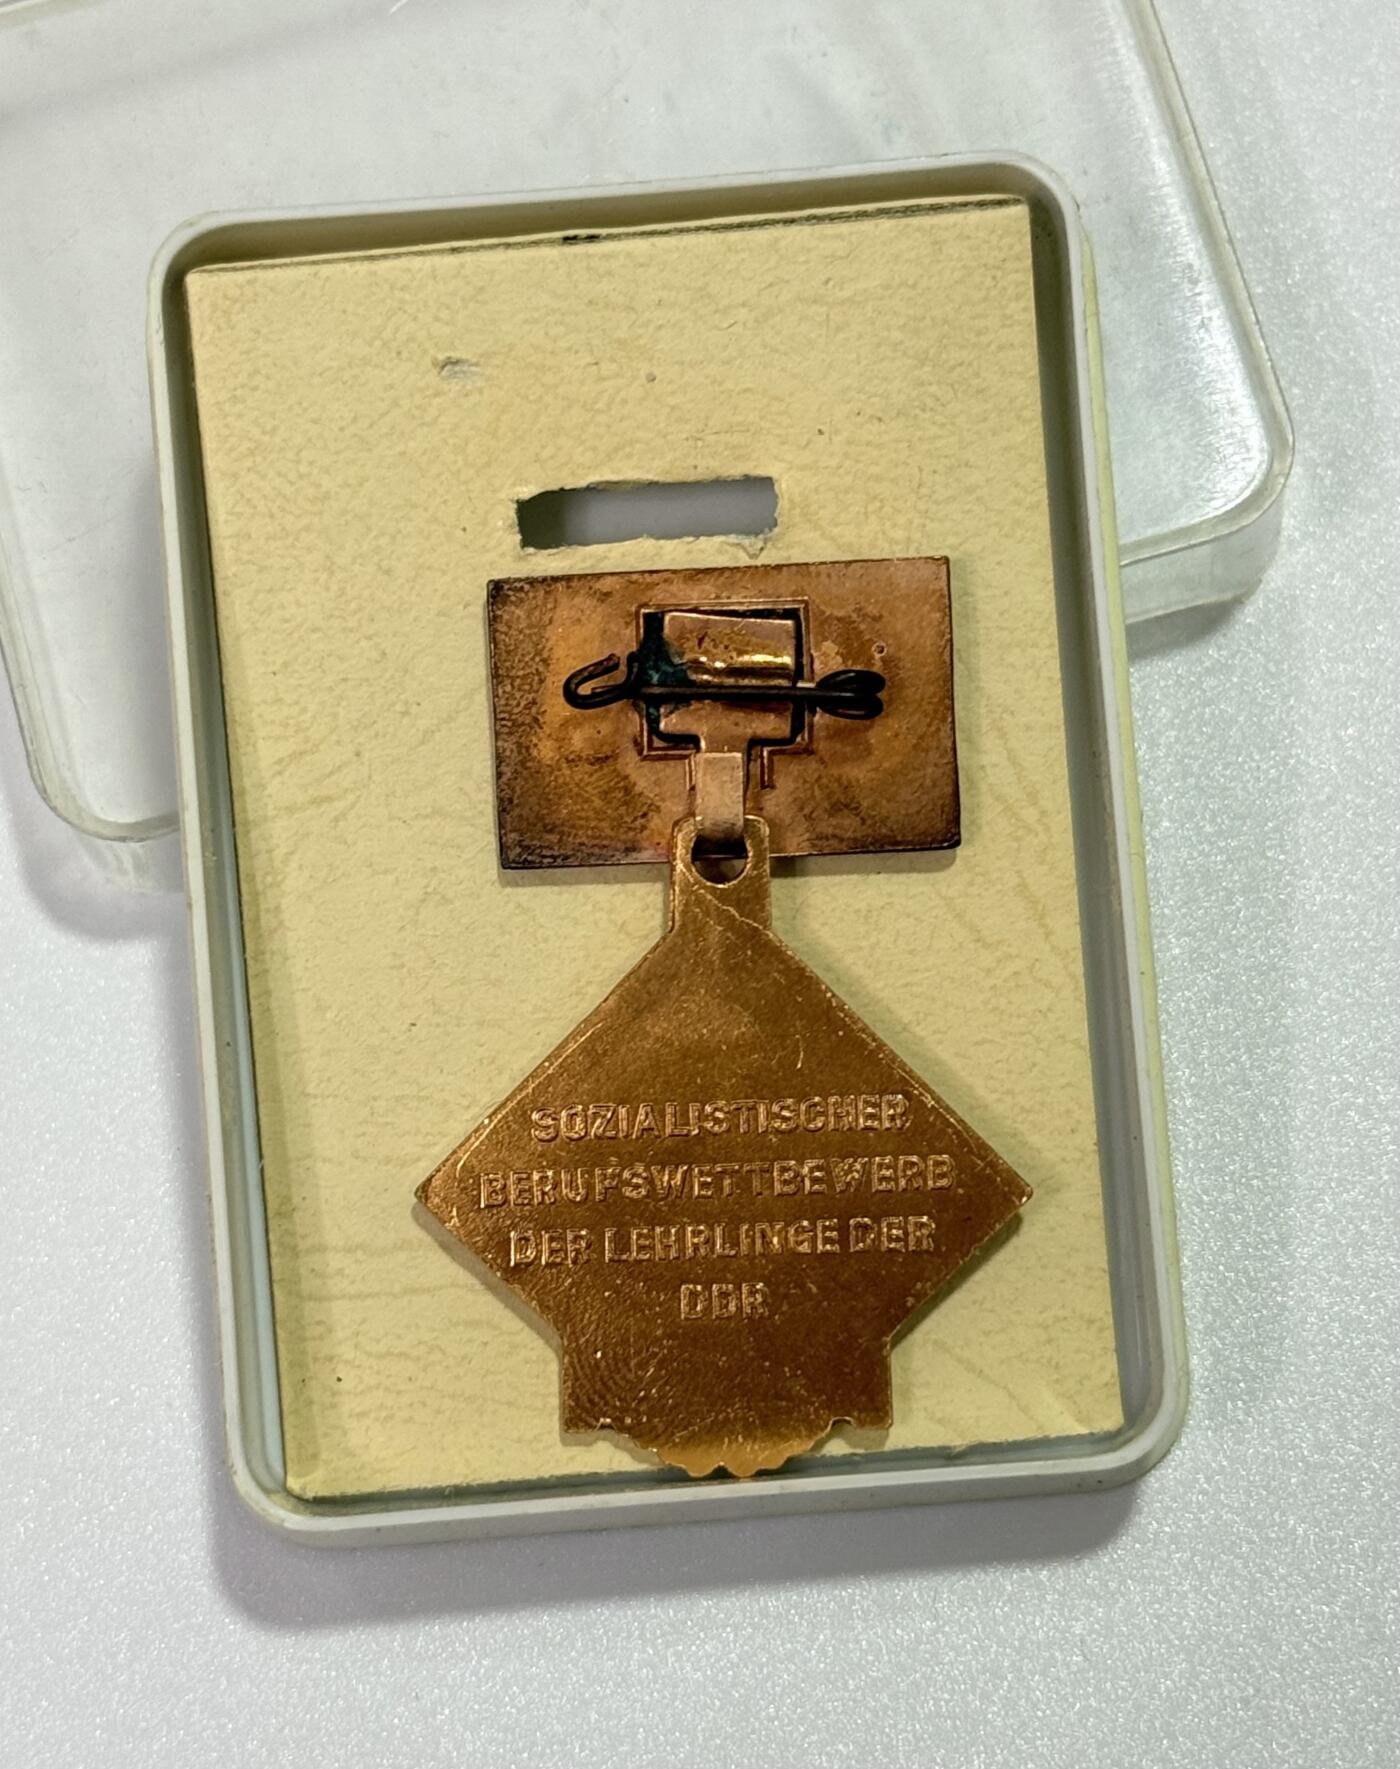 SOZIALISTISCHER
BERUFSWETTBEWERB
DER LEHRLINGE DER
DDR